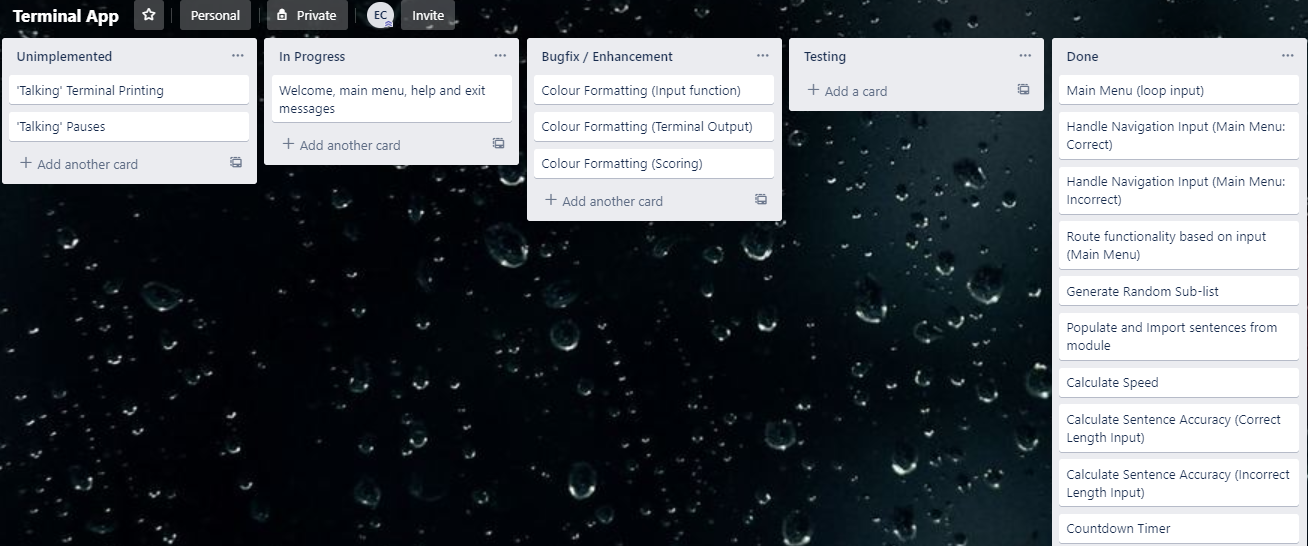 Terminal App
Personal
Private
EC
Invite
Unimplemented
'Talking' Terminal Printing
'Talking' Pauses
+ Add another card
In Progress
Welcome, main menu, help and exit
messages
+ Add another card
Bugfix / Enhancement
Colour Formatting (Input function)
Colour Formatting (Terminal Output)
Colour Formatting (Scoring)
+ Add another card
Testing
+ Add a card
Done
Main Menu (loop input)
Handle Navigation Input (Main Menu:
Correct)
Handle Navigation Input (Main Menu:
Incorrect)
Route functionality based on input
(Main Menu)
Generate Random Sub-list
Populate and Import sentences from
module
Calculate Speed
Calculate Sentence Accuracy (Correct
Length Input)
Calculate Sentence Accuracy (Incorrect
Length Input)
Countdown Timer